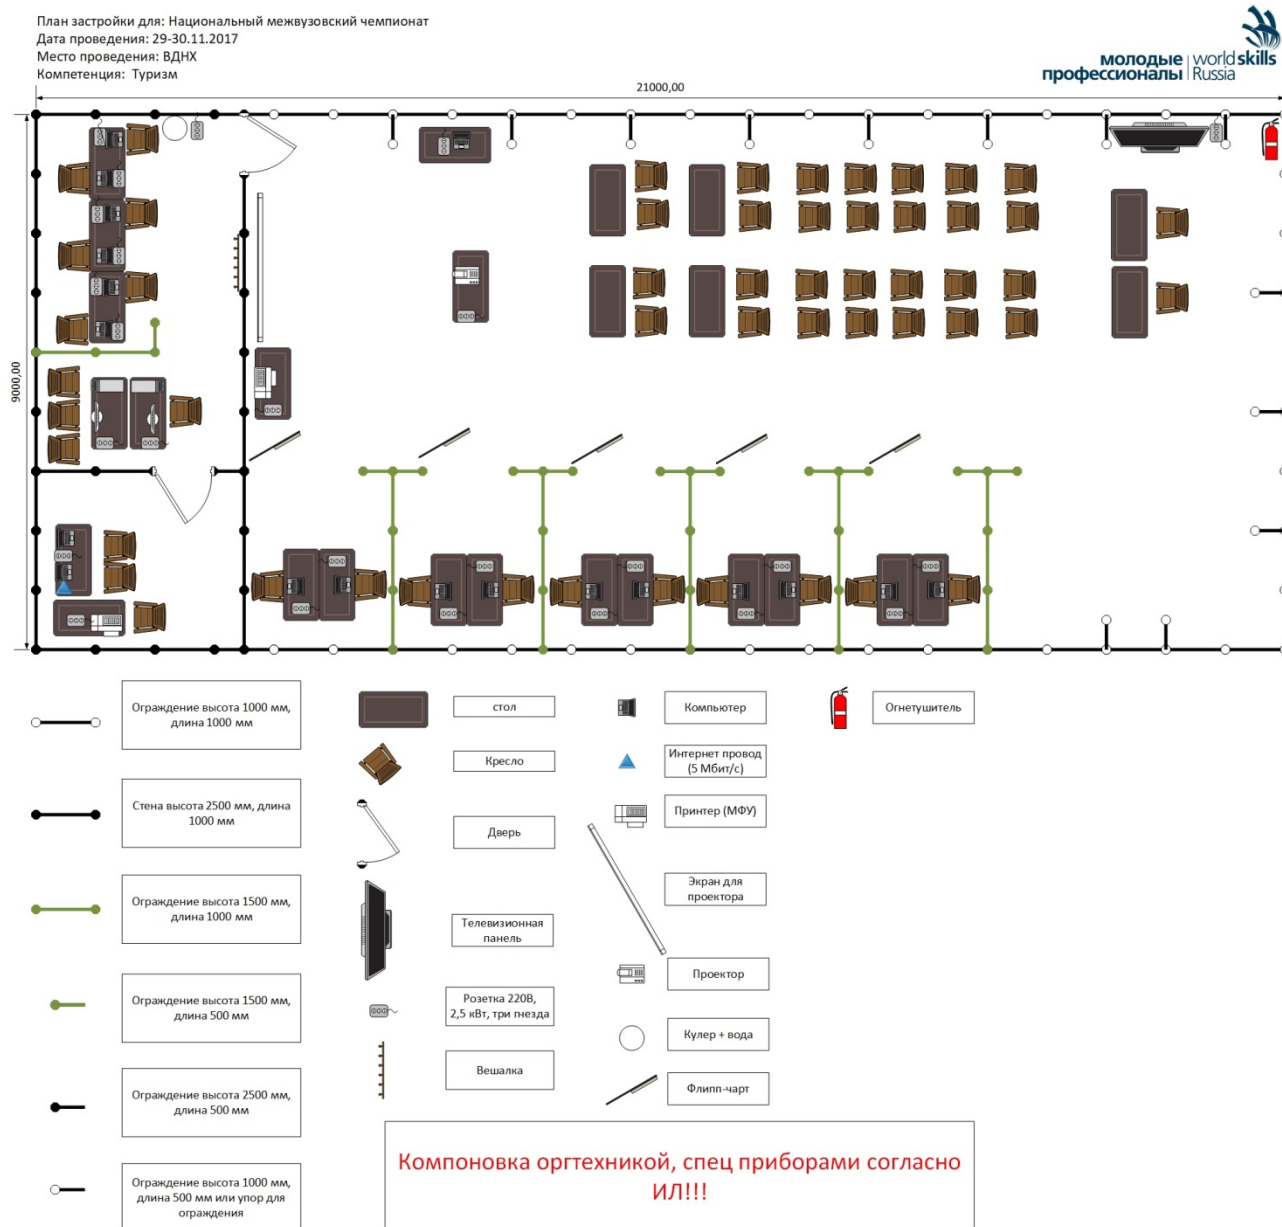 План застройки для: Национальный межвузовский чемпионат
Дата проведения: 29-30.11.2017
Место проведения: ВДНХ
Компетенция: Туризм
молодые
профессионалы
worldskills
Russia
21000,00
9000,00
Ограждение высота 1000 мм,
длина 1000 мм
Стена высота 2500 мм, длина
1000 мм
Ограждение высота 1500 мм,
длина 1000 мм
Ограждение высота 1500 мм,
длина 500 мм
Ограждение высота 2500 мм,
длина 500 мм
Ограждение высота 1000 мм,
длина 500 мм или упор для
ограждения
стол
Кресло
Дверь
Телевизионная
панель
Розетка 220В,
2,5 кВт, три гнезда
Вешалка
Компьютер
Интернет провод
(5 Мбит/с)
Принтер (МФУ)
Экран для
проектора
Проектор
Кулер + вода
Флипп-чарт
Огнетушитель
Компоновка оргтехникой, спец приборами согласно
ИЛ!!!